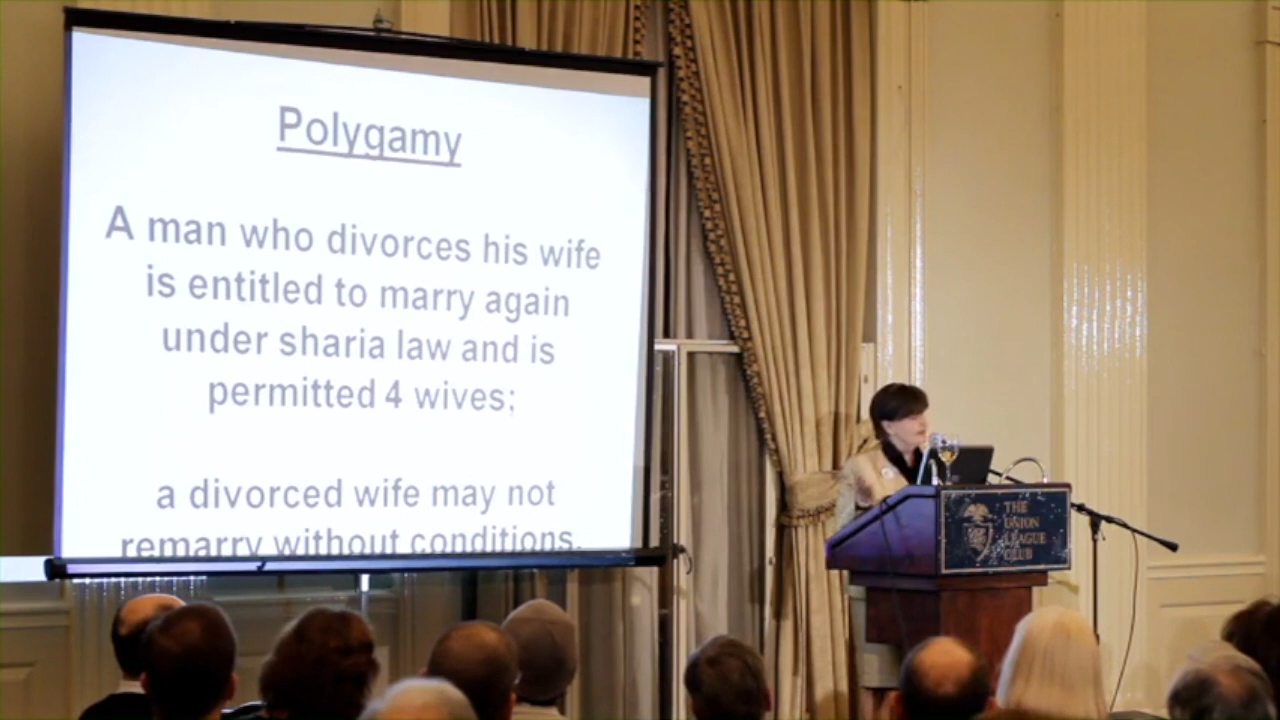 Polygamy
A man who divorces his wife
is entitled to marry again
under sharia law and is
permitted 4 wives;
a divorced wife may not
remarry without conditions.
THE
UNION
LEAGUE
CLUB